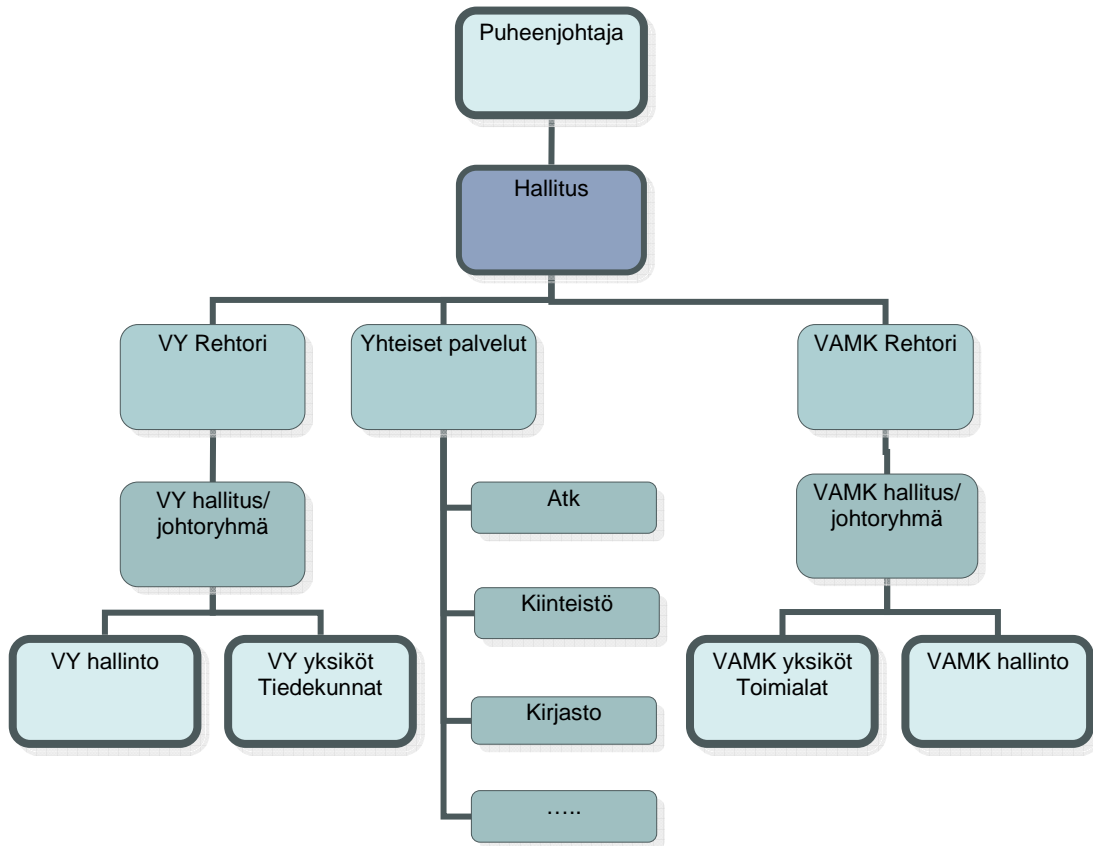 Puheenjohtaja
Hallitus
VY Rehtori
Yhteiset palvelut
VAMK Rehtori
VY hallitus/
johtoryhmä
Atk
VAMK hallitus/
johtoryhmä
Kiinteistö
VY hallinto
VY yksiköt
Tiedekunnat
VAMK yksiköt
Toimialat
VAMK hallinto
Kirjasto
.....